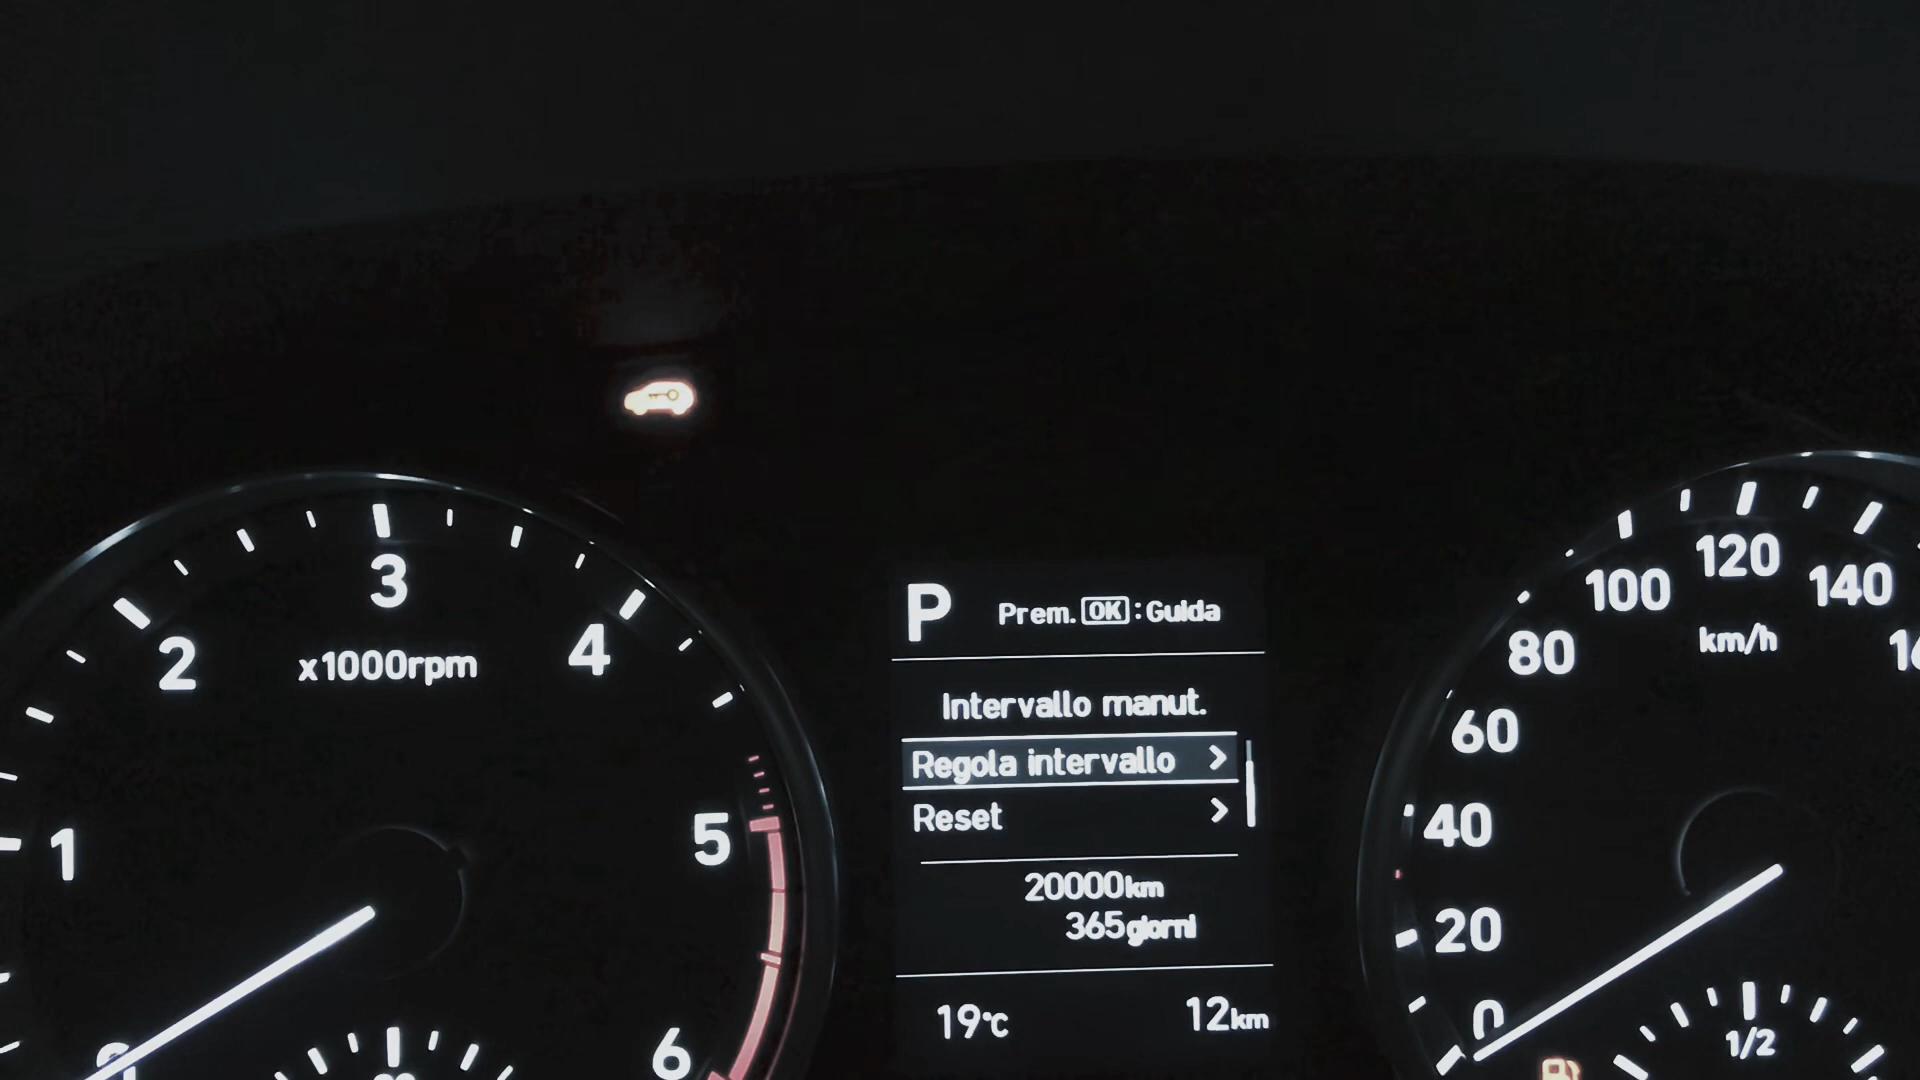 3
2
4
x1000rpm
1
5
6
P Prem. OK : Guida
Intervallo manut.
Regola intervallo >
Reset >
20000km
365giorni
19°C 12km
120
100
140
80
km/h
60
40
20
0
1/2